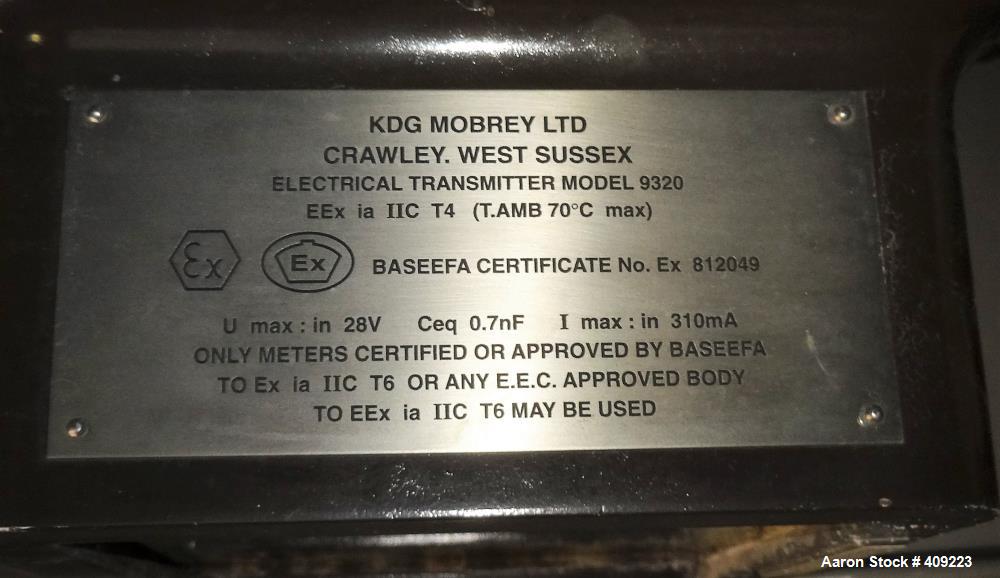 KDG MOBREY LTD
CRAWLEY. WEST SUSSEX
ELECTRICAL TRANSMITTER MODEL 9320
EEx ia IIC T4 (T.AMB 70°C max)
Ex Ex BASEEFA CERTIFICATE No. Ex 812049
U max : in 28V Ceq 0.7nF I max : in 310mA
ONLY METERS CERTIFIED OR APPROVED BY BASEEFA
TO Ex ia IIC T6 OR ANY E.E.C. APPROVED BODY
TO EEx ia IIC T6 MAY BE USED
Aaron Stock # 409223